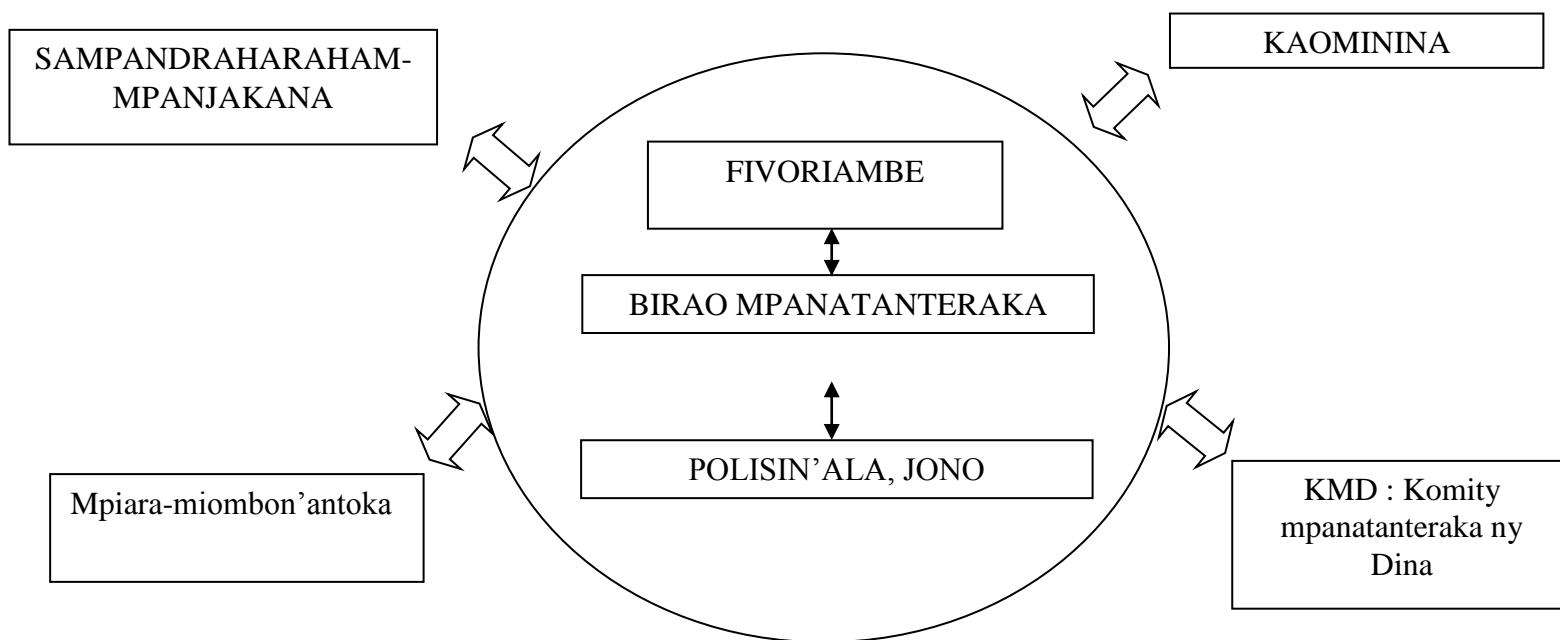 SAMPANDRAHARAHAM-
MPANJAKANA
KAOMININA
FIVORIAMBE
BIRAO MPANATANTERAKA
POLISIN’ALA, JONO
Mpiara-miombon’antoka
KMD : Komity
mpanatanteraka ny
Dina